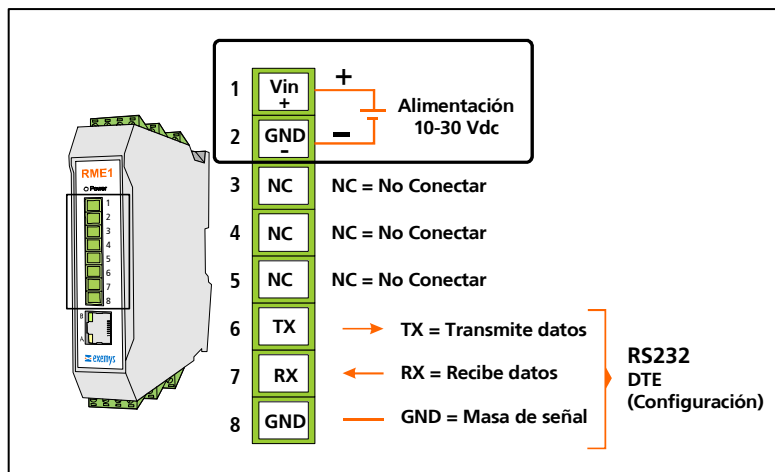 RME1
Power
1
2
3
4
5
6
7
8
B
A
exemys
1 Vin + +
Alimentación
10-30 Vdc
2 GND - −
3 NC NC = No Conectar
4 NC NC = No Conectar
5 NC NC = No Conectar
6 TX TX = Transmite datos
7 RX RX = Recibe datos
8 GND GND = Masa de señal
RS232
DTE
(Configuración)